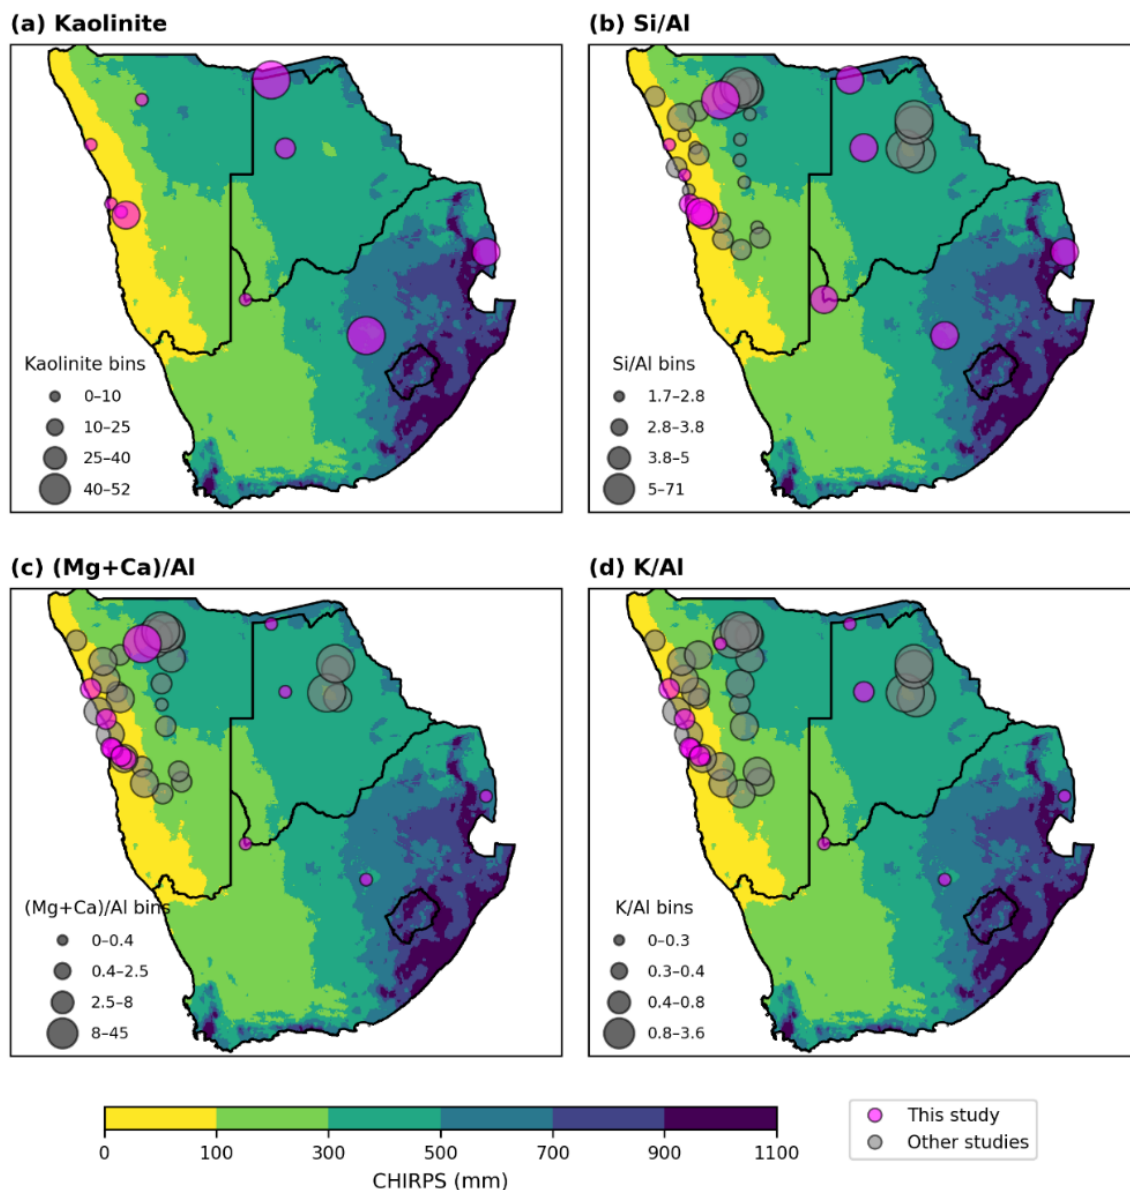 (a) Kaolinite
(b) Si/Al
Kaolinite bins
0–10
10–25
25–40
40–52
Si/Al bins
1.7–2.8
2.8–3.8
3.8–5
5–71
(c) (Mg+Ca)/Al
(d) K/Al
(Mg+Ca)/Al bins
0–0.4
0.4–2.5
2.5–8
8–45
K/Al bins
0–0.3
0.3–0.4
0.4–0.8
0.8–3.6
0 100 300 500 700 900 1100
CHIRPS (mm)
This study
Other studies